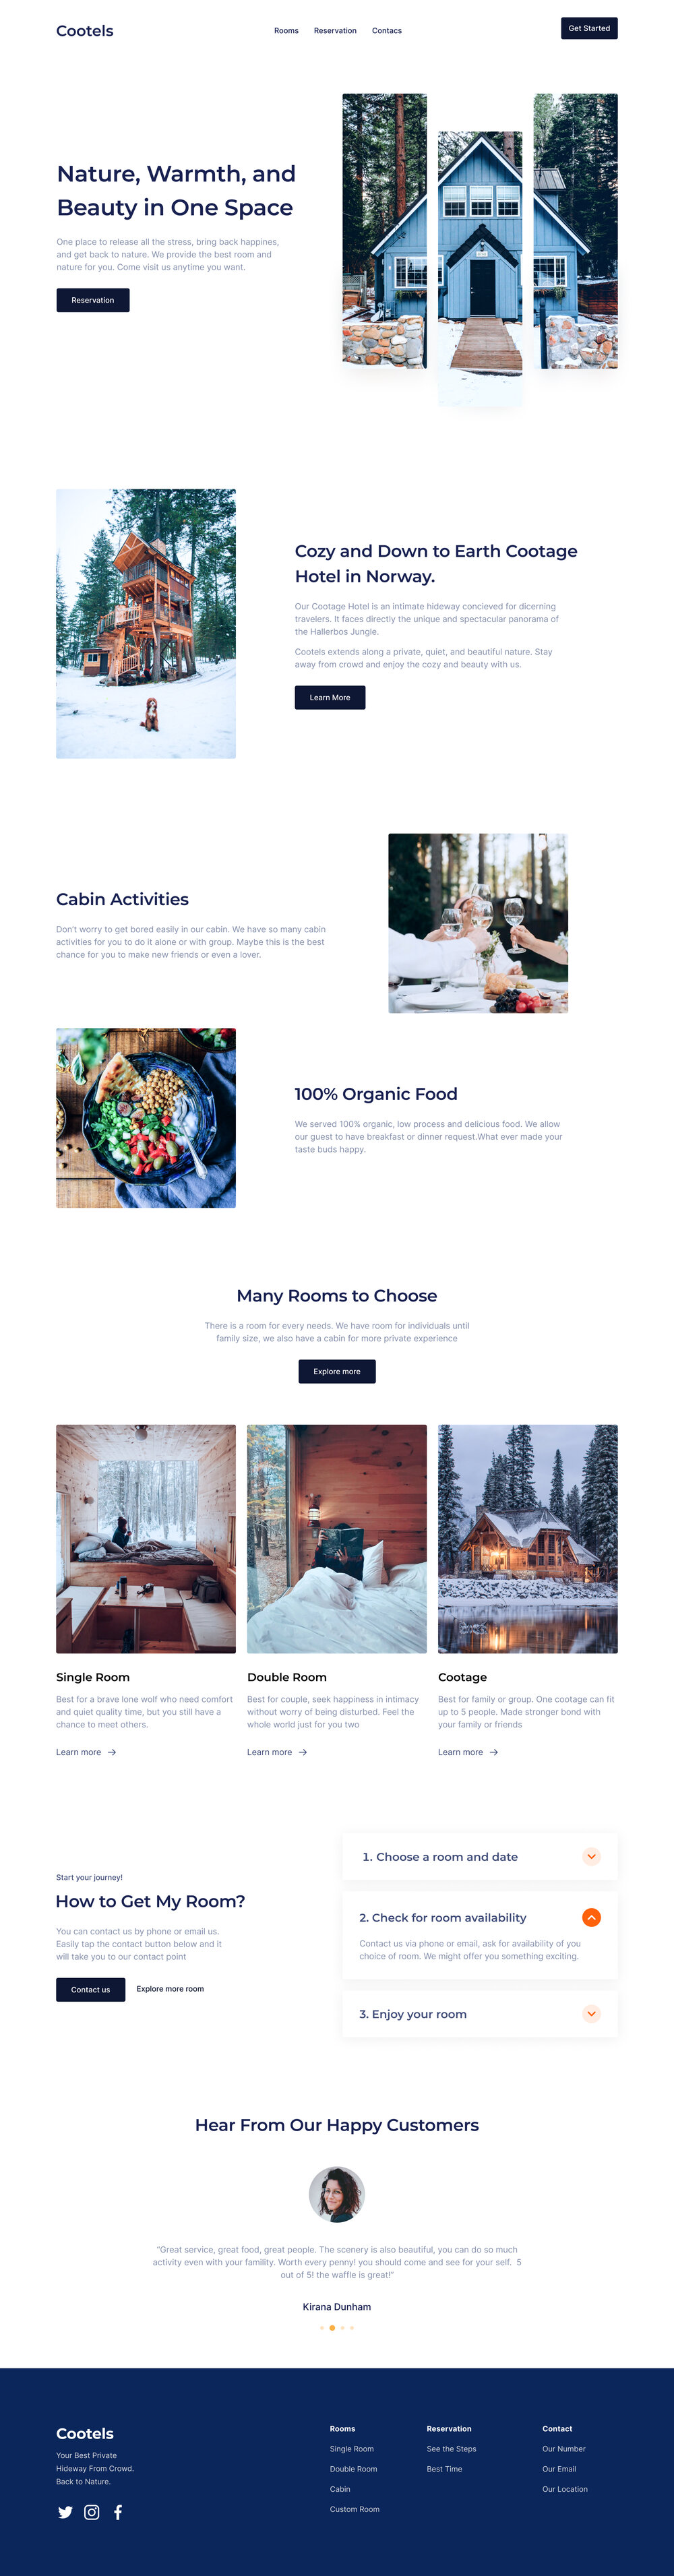 Cootels
Rooms
Reservation
Contacs
Get Started
Nature, Warmth, and
Beauty in One Space
One place to release all the stress, bring back happines,
and get back to nature. We provide the best room and
nature for you. Come visit us anytime you want.
Reservation
Cozy and Down to Earth Cootage
Hotel in Norway.
Our Cootage Hotel is an intimate hideway concieved for dicerning
travelers. It faces directly the unique and spectacular panorama of
the Hallerbos Jungle.
Cootels extends along a private, quiet, and beautiful nature. Stay
away from crowd and enjoy the cozy and beauty with us.
Learn More
Cabin Activities
Don't worry to get bored easily in our cabin. We have so many cabin
activities for you to do it alone or with group. Maybe this is the best
chance for you to make new friends or even a lover.
100% Organic Food
We served 100% organic, low process and delicious food. We allow
our guest to have breakfast or dinner request.What ever made your
taste buds happy.
Many Rooms to Choose
There is a room for every needs. We have room for individuals until
family size, we also have a cabin for more private experience
Explore more
Single Room
Best for a brave lone wolf who need comfort
and quiet quality time, but you still have a
chance to meet others.
Learn more
Double Room
Best for couple, seek happiness in intimacy
without worry of being disturbed. Feel the
whole world just for you two
Learn more
Cootage
Best for family or group. One cootage can fit
up to 5 people. Made stronger bond with
your family or friends
Learn more
Start your journey!
How to Get My Room?
You can contact us by phone or email us.
Easily tap the contact button below and it
will take you to our contact point
Contact us
Explore more room
1. Choose a room and date
2. Check for room availability
Contact us via phone or email, ask for availability of you
choice of room. We might offer you something exciting.
3. Enjoy your room
Hear From Our Happy Customers
"Great service, great food, great people. The scenery is also beautiful, you can do so much
activity even with your famility. Worth every penny! you should come and see for your self. 5
out of 5! the waffle is great!"
Kirana Dunham
Cootels
Your Best Private
Hideway From Crowd.
Back to Nature.
Rooms
Single Room
Double Room
Cabin
Custom Room
Reservation
See the Steps
Best Time
Contact
Our Number
Our Email
Our Location